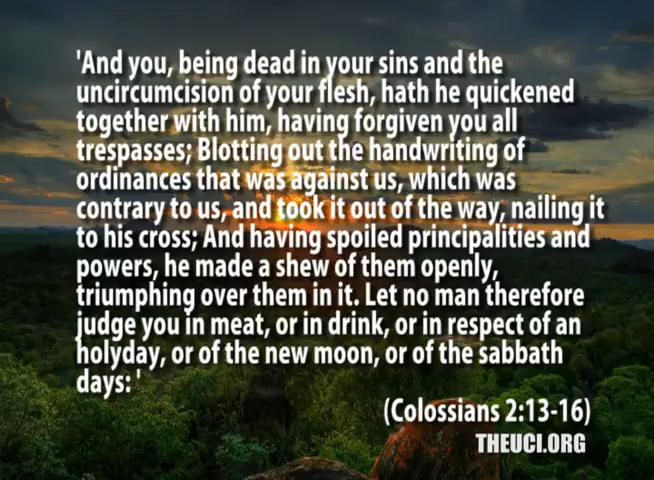 'And you, being dead in your sins and the
uncircumcision of your flesh, hath he quickened
together with him, having forgiven you all
trespasses; Blotting out the handwriting of
ordinances that was against us, which was
contrary to us, and took it out of the way, nailing it
to his cross; And having spoiled principalities and
powers, he made a shew of them openly,
triumphing over them in it. Let no man therefore
judge you in meat, or in drink, or in respect of an
holyday, or of the new moon, or of the sabbath
days: '
(Colossians 2:13-16)
THEUCI.ORG